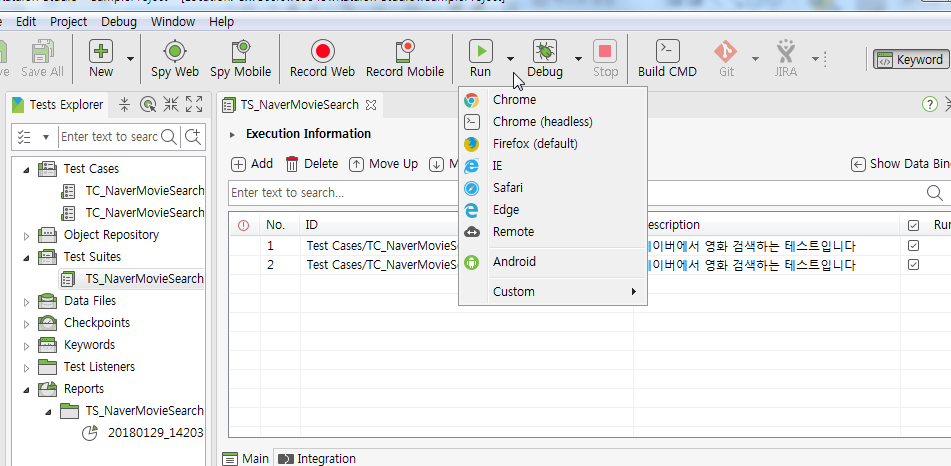 Edit Project Debug Window Help
Save All New Spy Web Spy Mobile Record Web Record Mobile Run Debug Stop Build CMD Git JIRA Keyword
Tests Explorer
TS_NaverMovieSearch
Chrome
Chrome (headless)
Firefox (default)
IE
Safari
Edge
Remote
Android
Custom
Enter text to searc
Execution Information
Add Delete Move Up M Show Data Bin
Enter text to search...
No. ID Description Run
1 Test Cases/TC_NaverMovieS 에이버에서 영화 검색하는 테스트입니다
2 Test Cases/TC_NaverMovieS 에이버에서 영화 검색하는 테스트입니다
Test Cases
TC_NaverMovieSearch
TC_NaverMovieSearch
Object Repository
Test Suites
TS_NaverMovieSearch
Data Files
Checkpoints
Keywords
Test Listeners
Reports
TS_NaverMovieSearch
20180129_14203
Main Integration